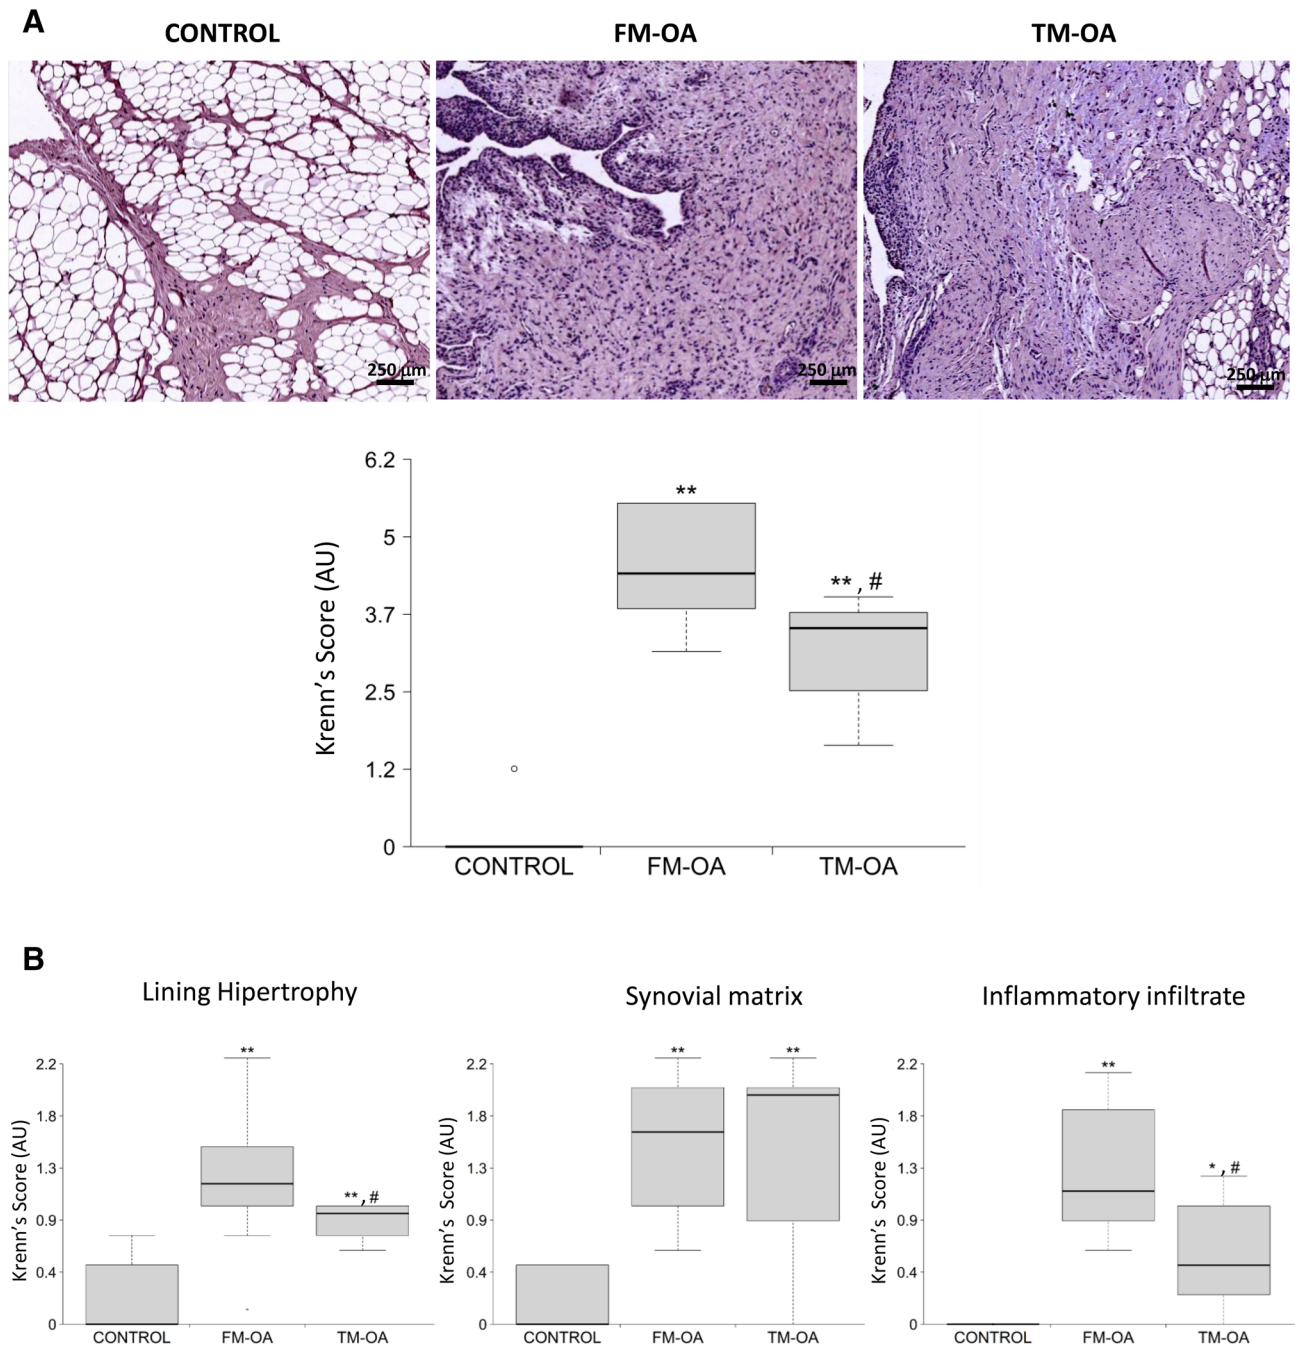 A
CONTROL FM-OA TM-OA
250 µm 250 µm 250 µm
Krenn's Score (AU)
6.2
5
3.7
2.5
1.2
0
**
** , #
CONTROL FM-OA TM-OA
B
Lining Hipertrophy
Krenn's Score (AU)
2.2
1.8
1.3
0.9
0.4
0
**
** , #
CONTROL FM-OA TM-OA
Synovial matrix
Krenn's Score (AU)
2.2
1.8
1.3
0.9
0.4
0
**
**
CONTROL FM-OA TM-OA
Inflammatory infiltrate
Krenn's Score (AU)
2.2
1.8
1.3
0.9
0.4
0
**
* , #
CONTROL FM-OA TM-OA